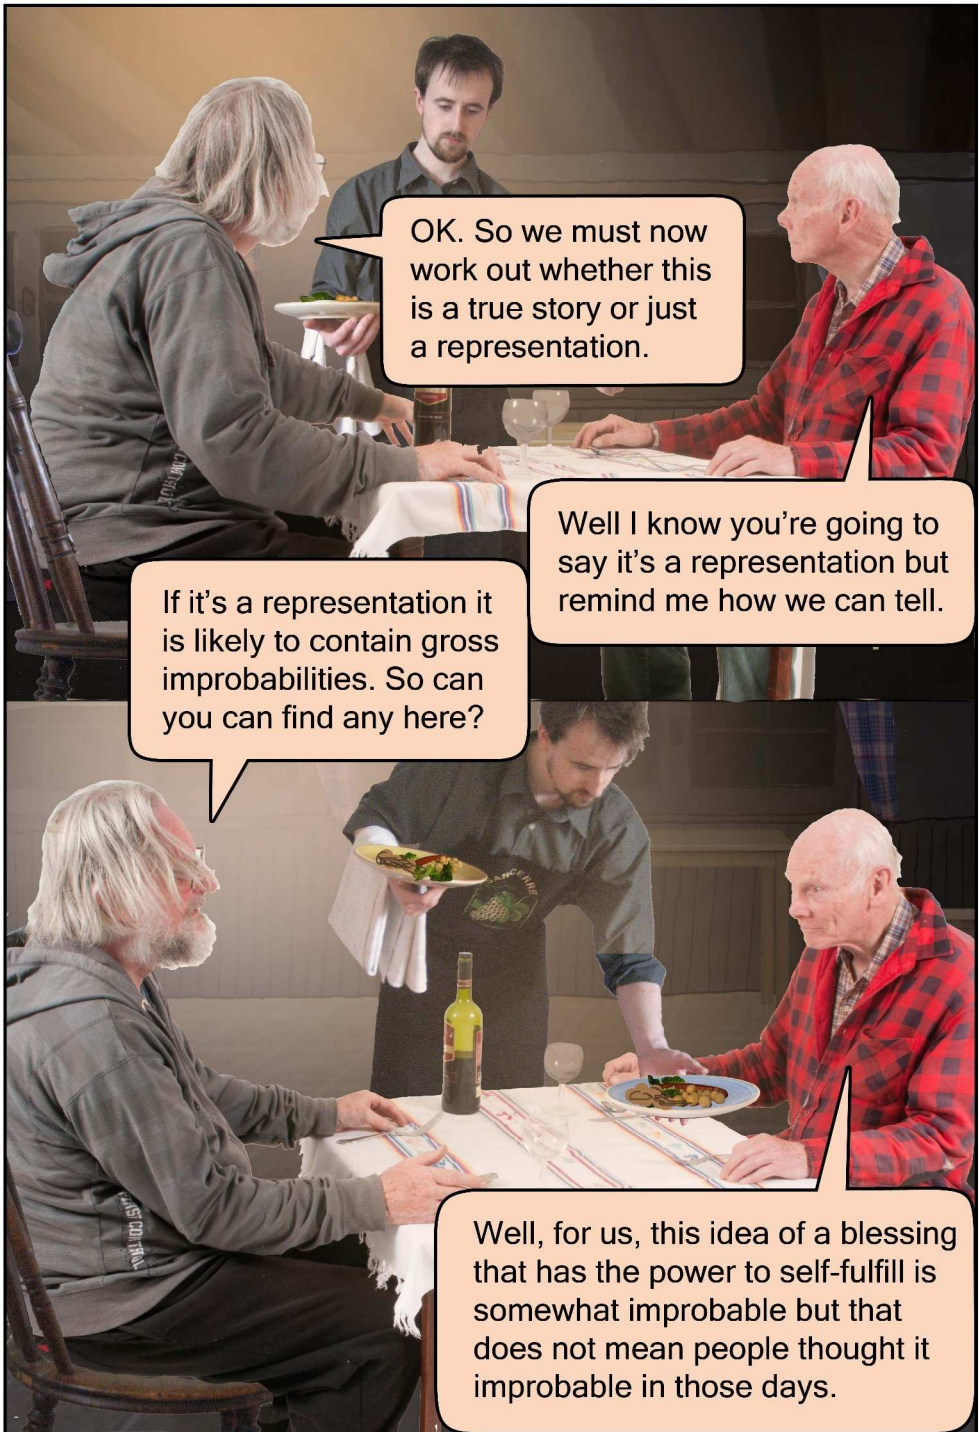 OK. So we must now
work out whether this
is a true story or just
a representation.
Well I know you're going to
say it's a representation but
remind me how we can tell.
If it's a representation it
is likely to contain gross
improbabilities. So can
you can find any here?
SANCERRE
Well, for us, this idea of a blessing
that has the power to self-fulfill is
somewhat improbable but that
does not mean people thought it
improbable in those days.